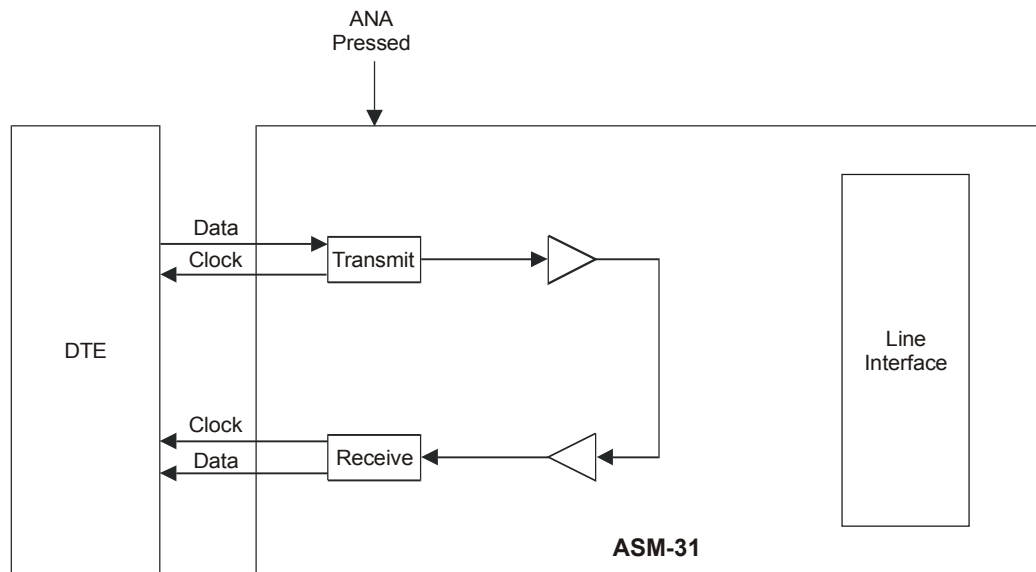 ANA
Pressed
Data
Clock
Transmit
DTE
Line
Interface
Clock
Data
Receive
ASM-31